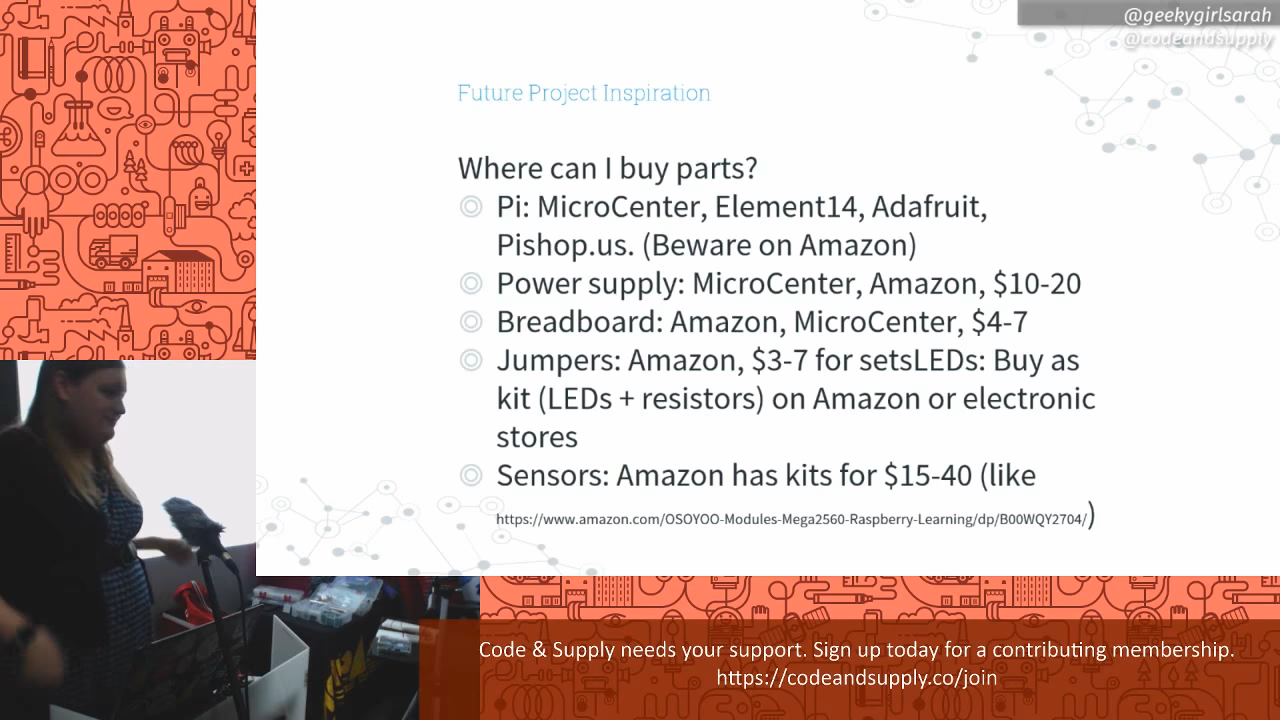 @geekygirlsarah
@codeandsupply
Future Project Inspiration
Where can I buy parts?
Pi: MicroCenter, Element14, Adafruit,
Pishop.us. (Beware on Amazon)
Power supply: MicroCenter, Amazon, $10-20
Breadboard: Amazon, MicroCenter, $4-7
Jumpers: Amazon, $3-7 for setsLEDs: Buy as
kit (LEDs + resistors) on Amazon or electronic
stores
Sensors: Amazon has kits for $15-40 (like
https://www.amazon.com/OSOYOO-Modules-Mega2560-Raspberry-Learning/dp/B00WQY2704/)
Code & Supply needs your support. Sign up today for a contributing membership.
https://codeandsupply.co/join